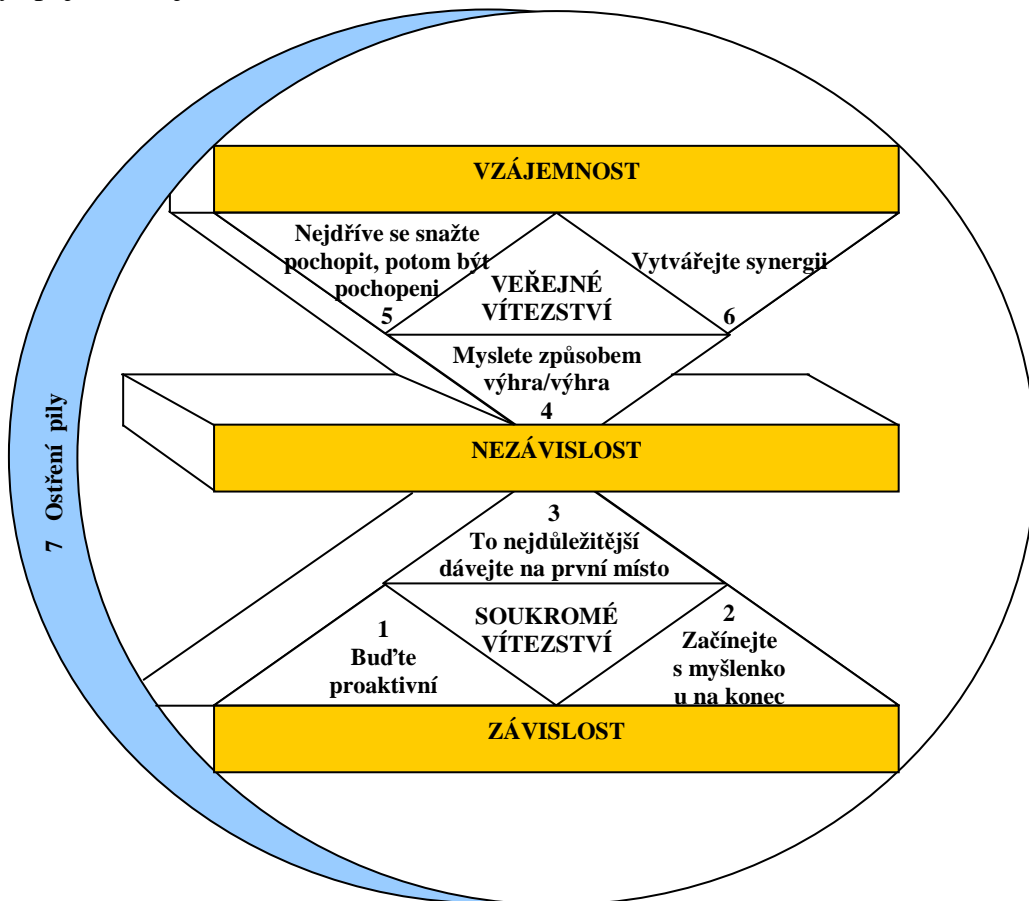 VZÁJEMNOST
Nejdříve se snažte
pochopit, potom být
pochopeni
5
VEŘEJNÉ
VÍTEZSTVÍ
Vytvářejte synergii
6
Myslete způsobem
výhra/výhra
4
NEZÁVISLOST
3
To nejdůležitější
dávejte na první místo
SOUKROMÉ
VÍTEZSTVÍ
1
Buďte
proaktivní
2
Začínejte
s myšlenko
u na konec
ZÁVISLOST
7 Ostření pily